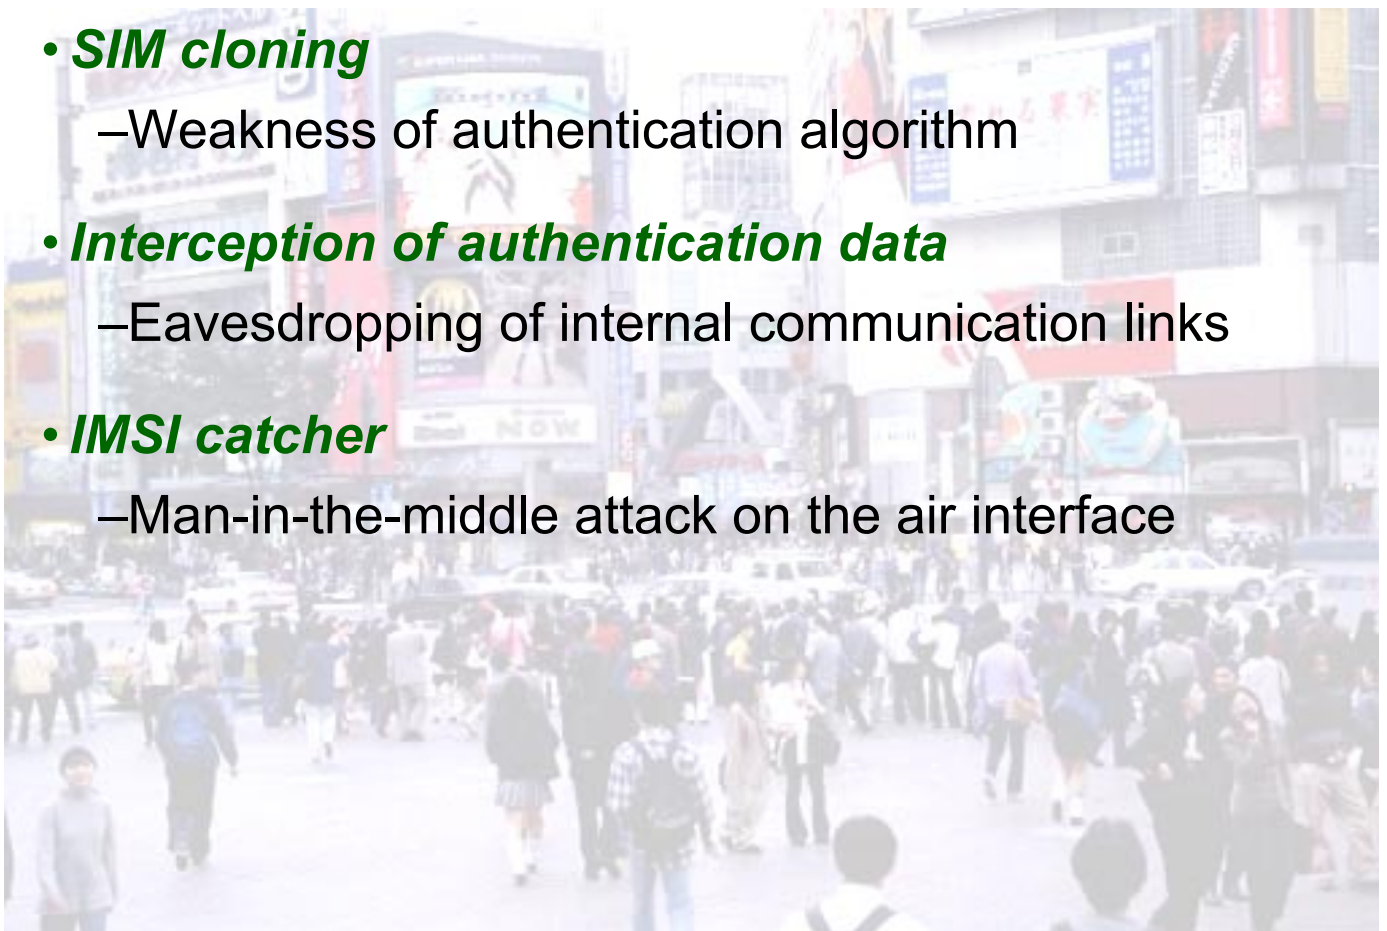 • SIM cloning
–Weakness of authentication algorithm
• Interception of authentication data
–Eavesdropping of internal communication links
• IMSI catcher
–Man-in-the-middle attack on the air interface